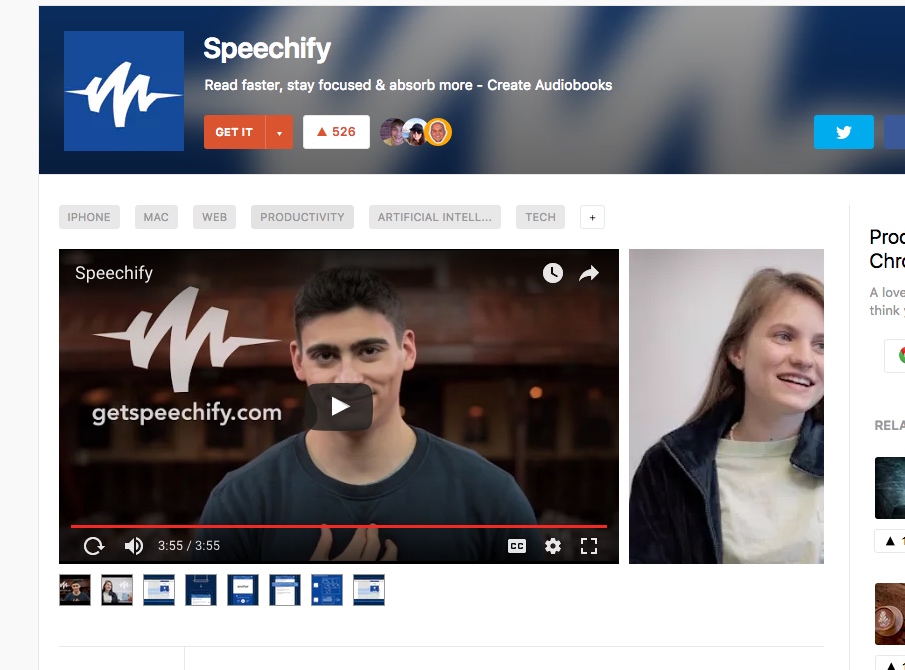 Speechify
Read faster, stay focused & absorb more - Create Audiobooks
GET IT
526
IPHONE MAC WEB PRODUCTIVITY ARTIFICIAL INTELL... TECH +
Speechify
getspeechify.com
3:55 / 3:55
CC
Proc
Chro
A love
think
RELA